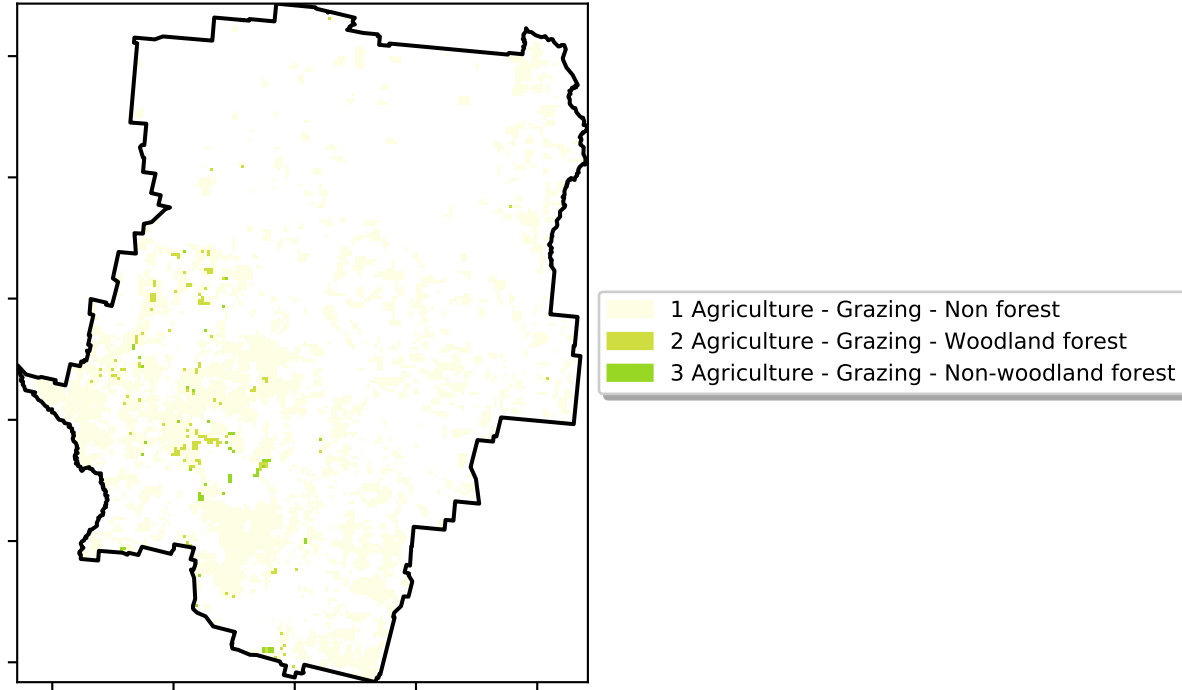 1 Agriculture - Grazing - Non forest
2 Agriculture - Grazing - Woodland forest
3 Agriculture - Grazing - Non-woodland forest